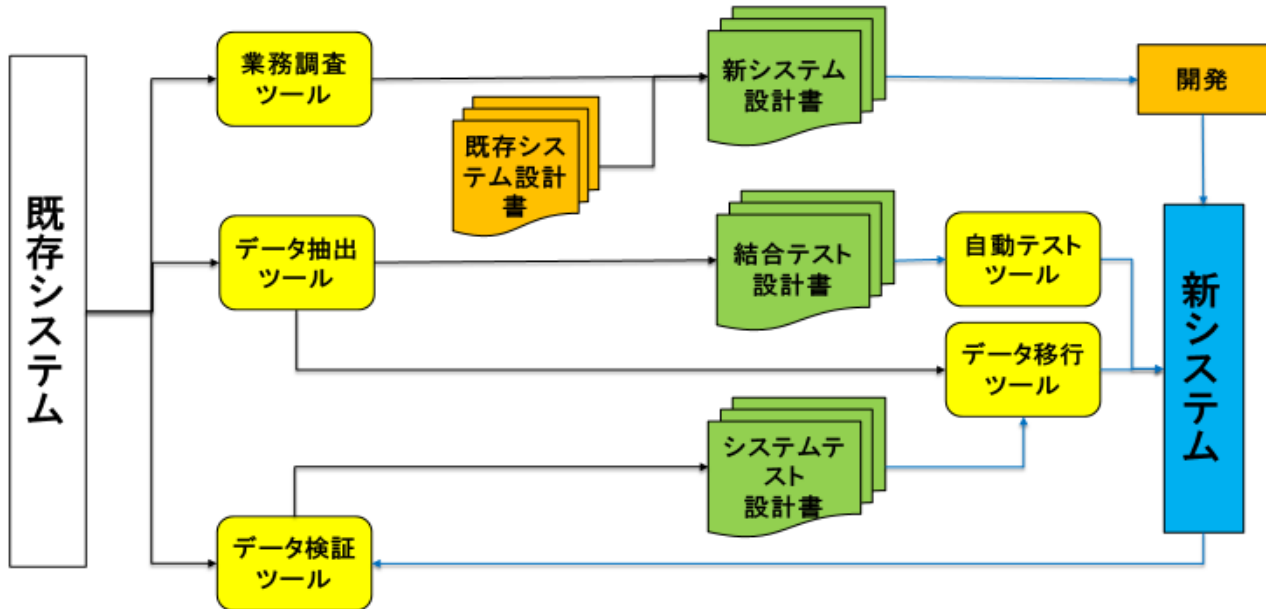 既存システム
業務調査
ツール
既存シス
テム設計
書
新システム
設計書
開発
データ抽出
ツール
結合テスト
設計書
自動テスト
ツール
データ移行
ツール
新システム
システムテ
スト
設計書
データ検証
ツール